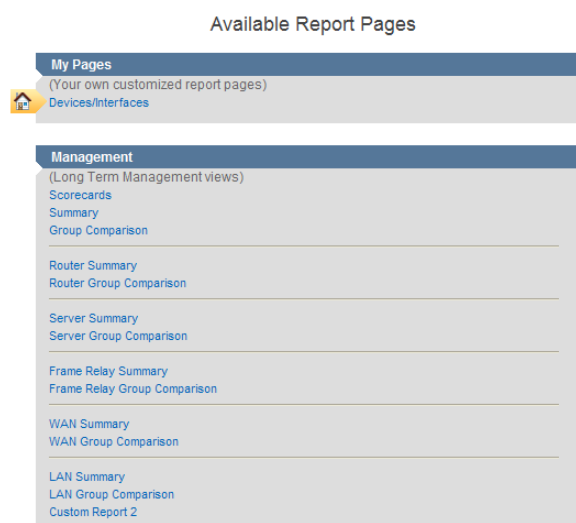 Available Report Pages
My Pages
(Your own customized report pages)
Devices/Interfaces
Management
(Long Term Management views)
Scorecards
Summary
Group Comparison
Router Summary
Router Group Comparison
Server Summary
Server Group Comparison
Frame Relay Summary
Frame Relay Group Comparison
WAN Summary
WAN Group Comparison
LAN Summary
LAN Group Comparison
Custom Report 2